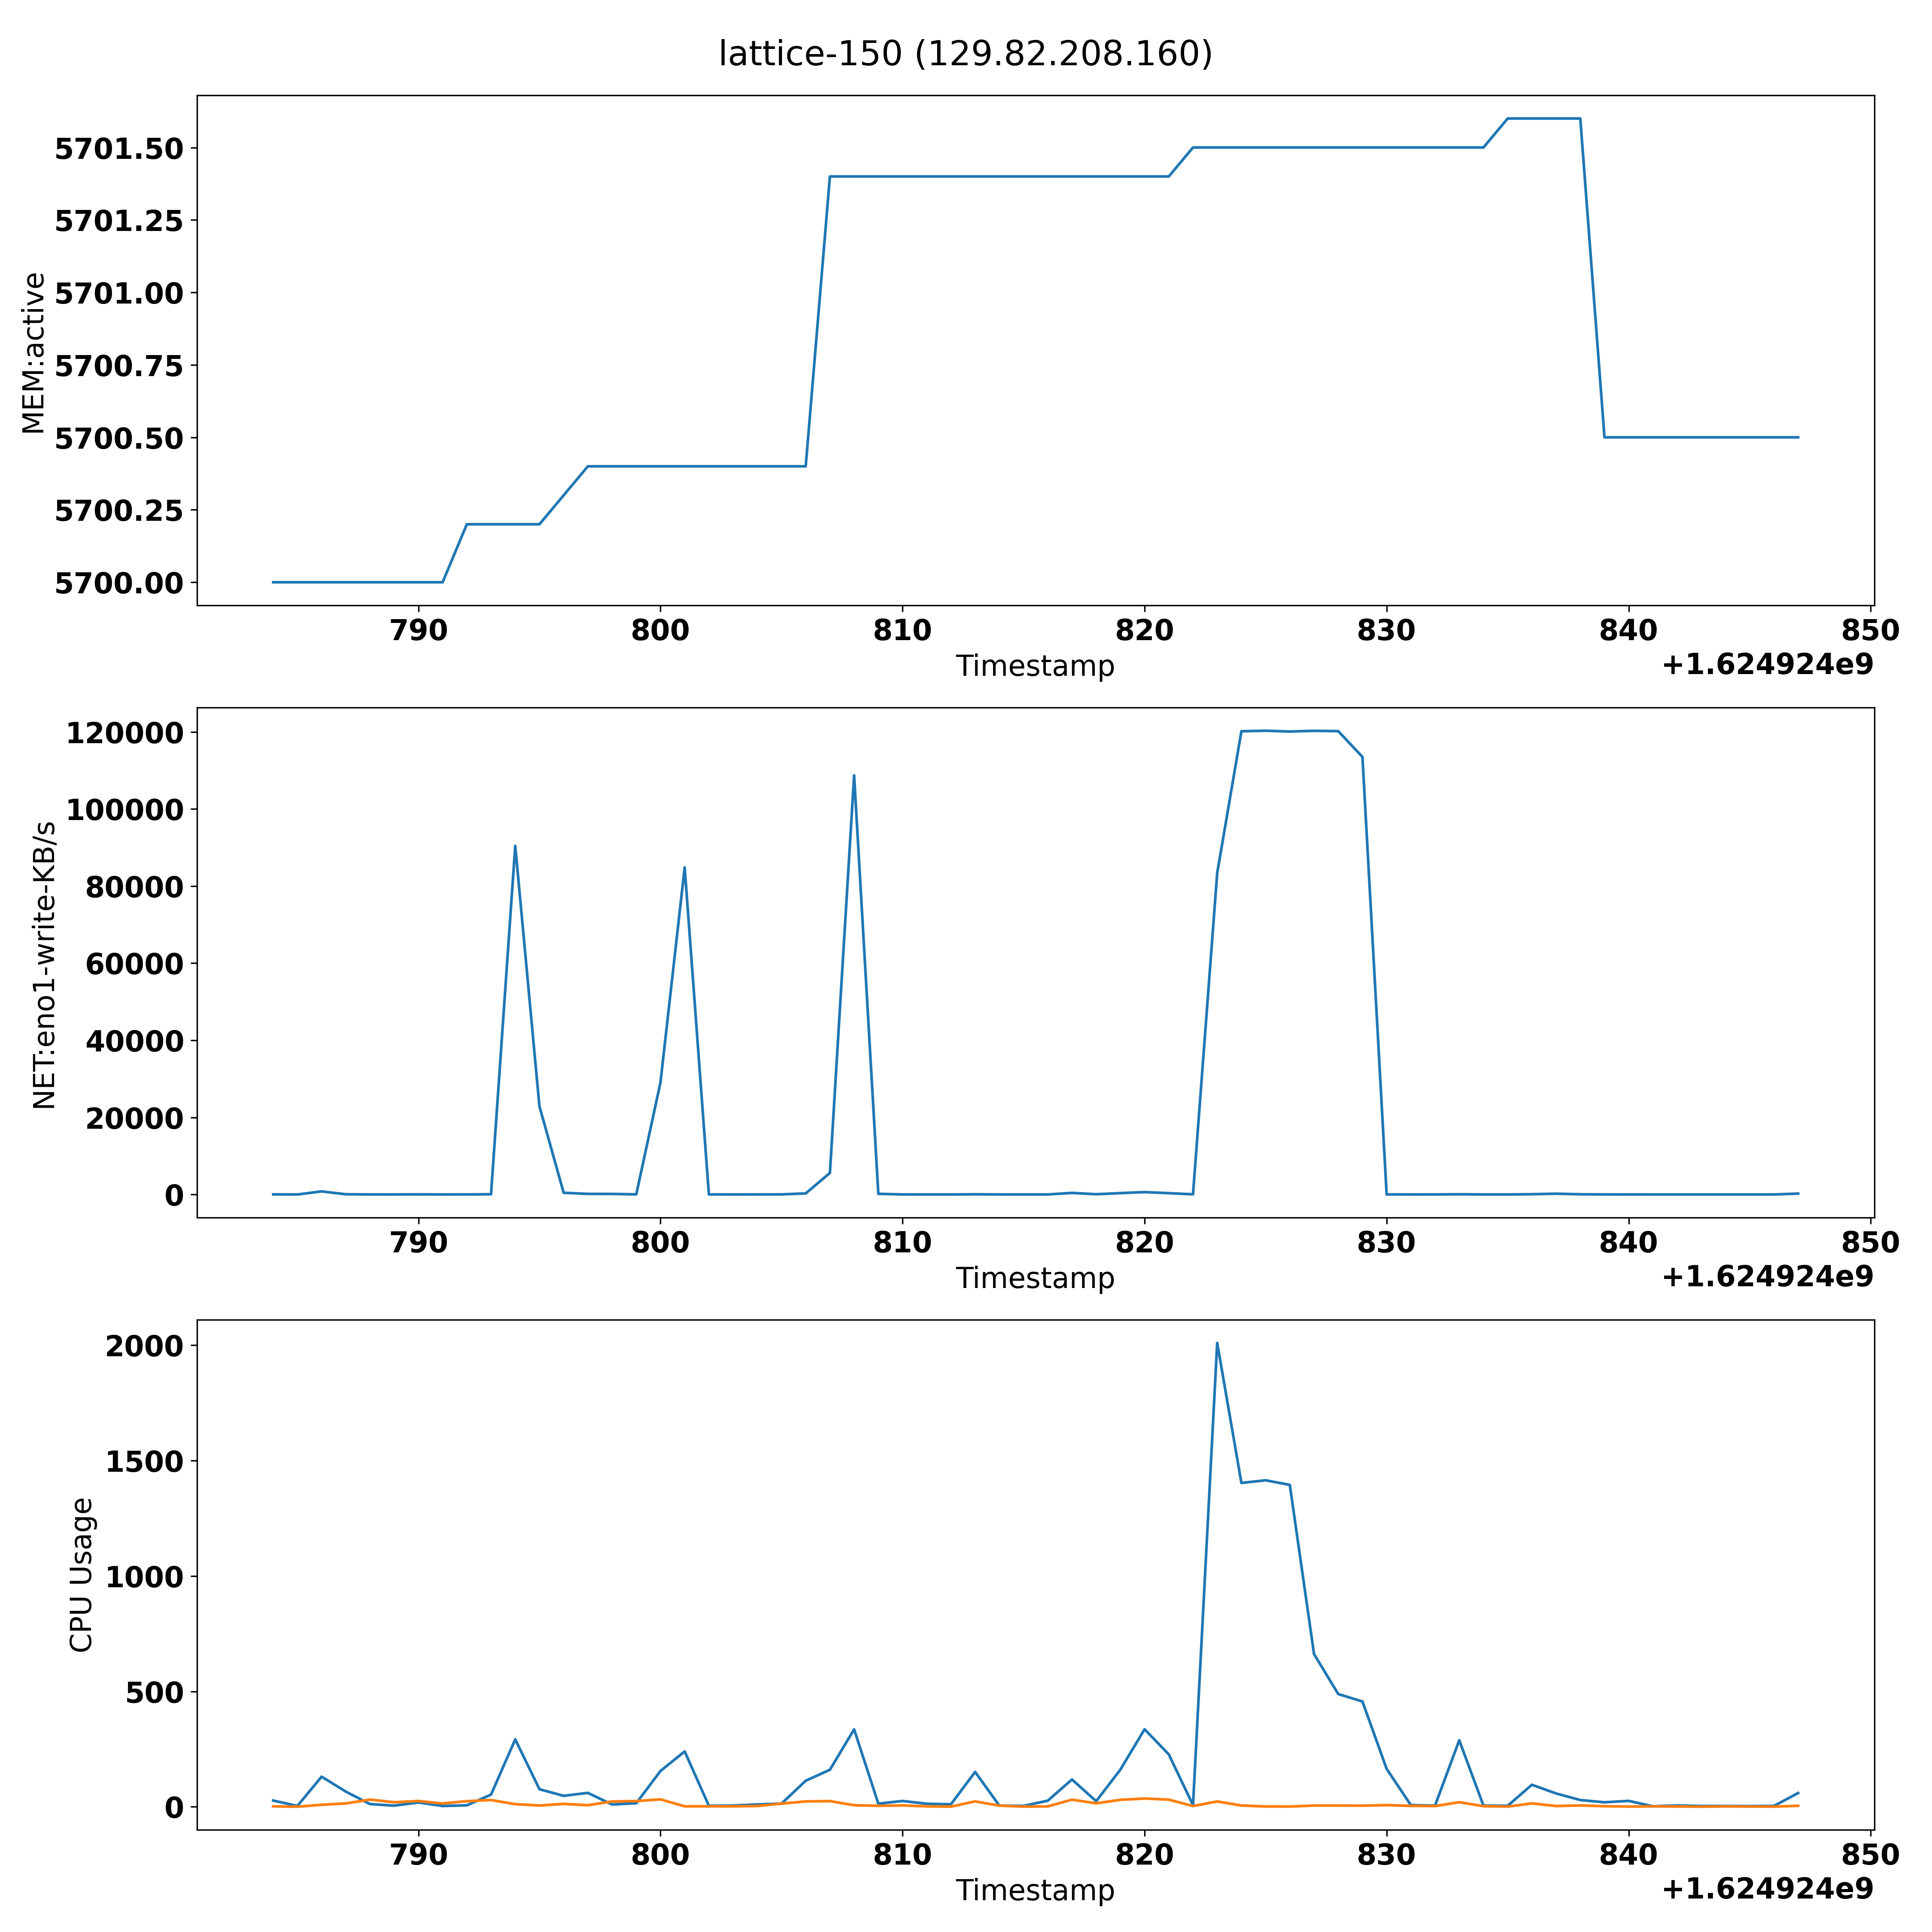 lattice-150 (129.82.208.160)
MEM:active
5701.50
5701.25
5701.00
5700.75
5700.50
5700.25
5700.00
790 800 810 820 830 840 850
Timestamp
+1.624924e9
NET:eno1-write-KB/s
120000
100000
80000
60000
40000
20000
0
790 800 810 820 830 840 850
Timestamp
+1.624924e9
CPU Usage
2000
1500
1000
500
0
790 800 810 820 830 840 850
Timestamp
+1.624924e9